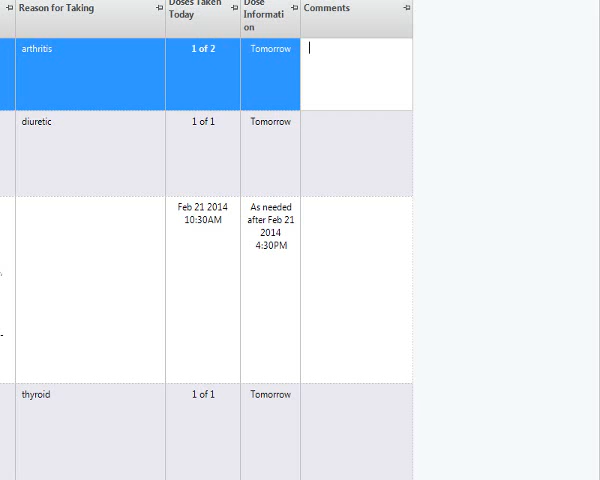 Reason for Taking
Doses Taken
Today
Dose
Informati
on
Comments
arthritis
1 of 2
Tomorrow
diuretic
1 of 1
Tomorrow
Feb 21 2014
10:30AM
As needed
after Feb 21
2014
4:30PM
thyroid
1 of 1
Tomorrow